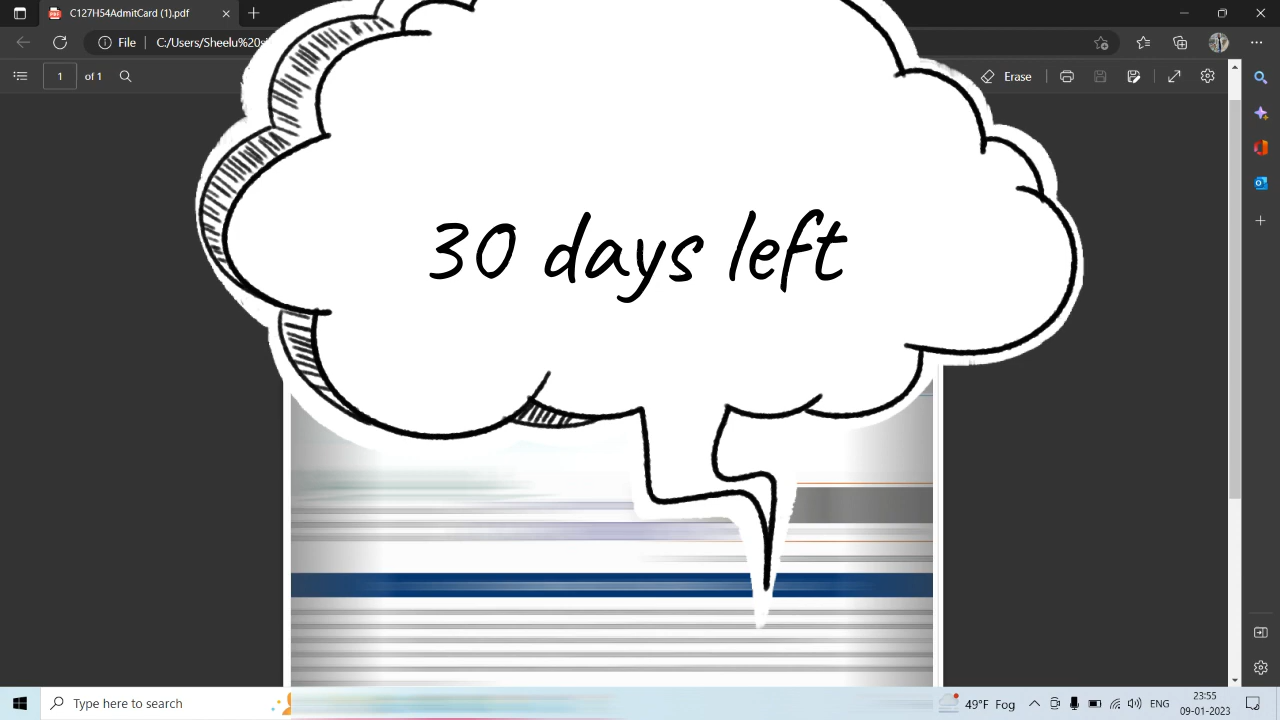 C127H54AdmitCard (1).pdf
File
C:/Users/Sheelu%20s
1
of 1
Erase
30 days left
Type here to search
49°F Fog
ENG
23:55
09-01-2023